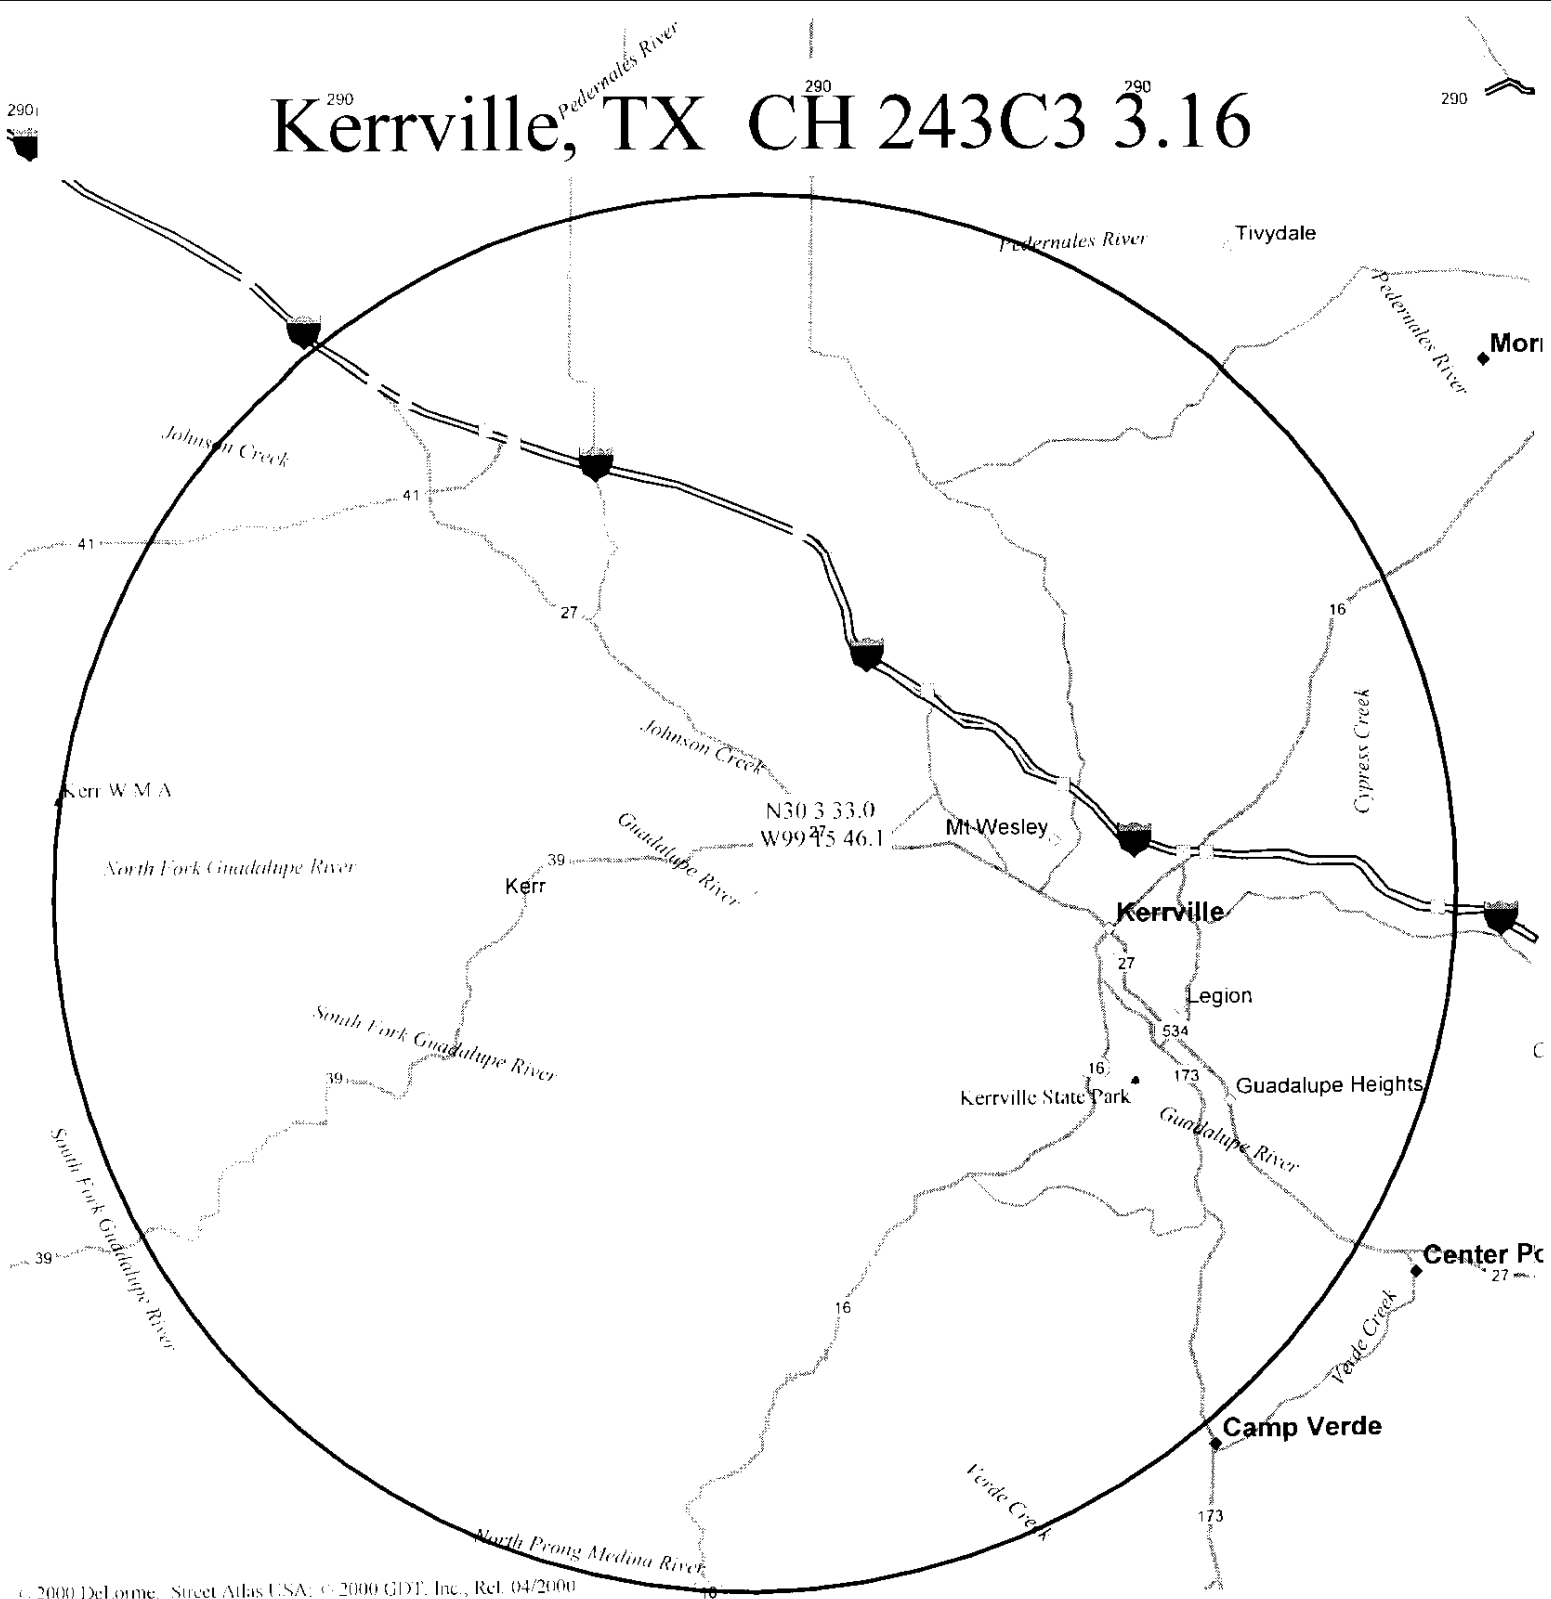 Pedernales River
290
290
290
290
290
Kerrville, TX CH 243C3 3.16
Tivydale
Pedernales River
Pedernales River
Johnson Creek
41
41
27
16
Cypress Creek
Johnson Creek
Kerr W M A
N30 3 33.0
W99 15 46.1
27
Mt Wesley
Guadalupe River
39
North Fork Guadalupe River
Kerr
Kerrville
27
Legion
South Fork Guadalupe River
534
39
16
173
Guadalupe Heights
Kerrville State Park
Guadalupe River
South Fork Guadalupe River
39
Center
27
16
Verde Creek
Camp Verde
Verde Creek
173
North Prong Medina River
© 2000 DeLorme. Street Atlas USA; © 2000 GDT, Inc., Rel. 04/2000